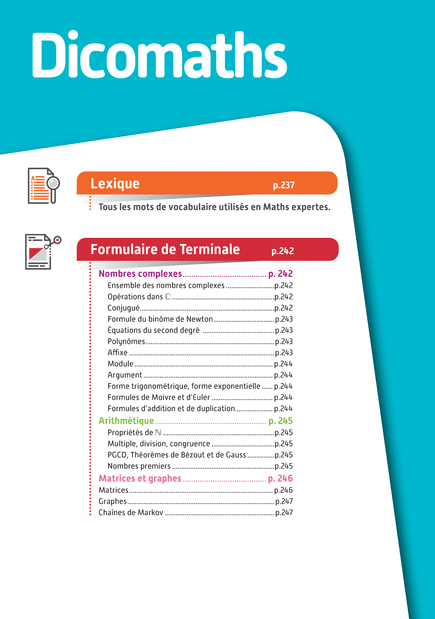 Dicomaths
Lexique p.237
Tous les mots de vocabulaire utilisés en Maths expertes.
Formulaire de Terminale p.242
Nombres complexes p. 242
Ensemble des nombres complexes p.242
Opérations dans ℂ p.242
Conjugué p.242
Formule du binôme de Newton p.243
Équations du second degré p.243
Polynômes p.243
Affixe p.243
Module p.244
Argument p.244
Forme trigonométrique, forme exponentielle p.244
Formules de Moivre et d'Euler p.244
Formules d'addition et de duplication p.244
Arithmétique p. 245
Propriétés de ℕ p.245
Multiple, division, congruence p.245
PGCD, Théorèmes de Bézout et de Gauss p.245
Nombres premiers p.245
Matrices et graphes p. 246
Matrices p.246
Graphes p.247
Chaînes de Markov p.247